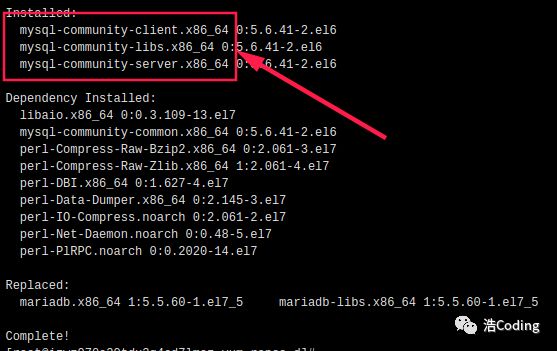 Installed:
mysql-community-client.x86_64 0:5.6.41-2.el6
mysql-community-libs.x86_64 0:5.6.41-2.el6
mysql-community-server.x86_64 0:5.6.41-2.el6
Dependency Installed:
libaio.x86_64 0:0.3.109-13.el7
mysql-community-common.x86_64 0:5.6.41-2.el6
perl-Compress-Raw-Bzip2.x86_64 0:2.061-3.el7
perl-Compress-Raw-Zlib.x86_64 1:2.061-4.el7
perl-DBI.x86_64 0:1.627-4.el7
perl-Data-Dumper.x86_64 0:2.145-3.el7
perl-IO-Compress.noarch 0:2.061-2.el7
perl-Net-Daemon.noarch 0:0.48-5.el7
perl-PlRPC.noarch 0:0.2020-14.el7
Replaced:
mariadb.x86_64 1:5.5.60-1.el7_5 mariadb-libs.x86_64 1:5.5.60-1.el7_5
Complete!
浩Coding